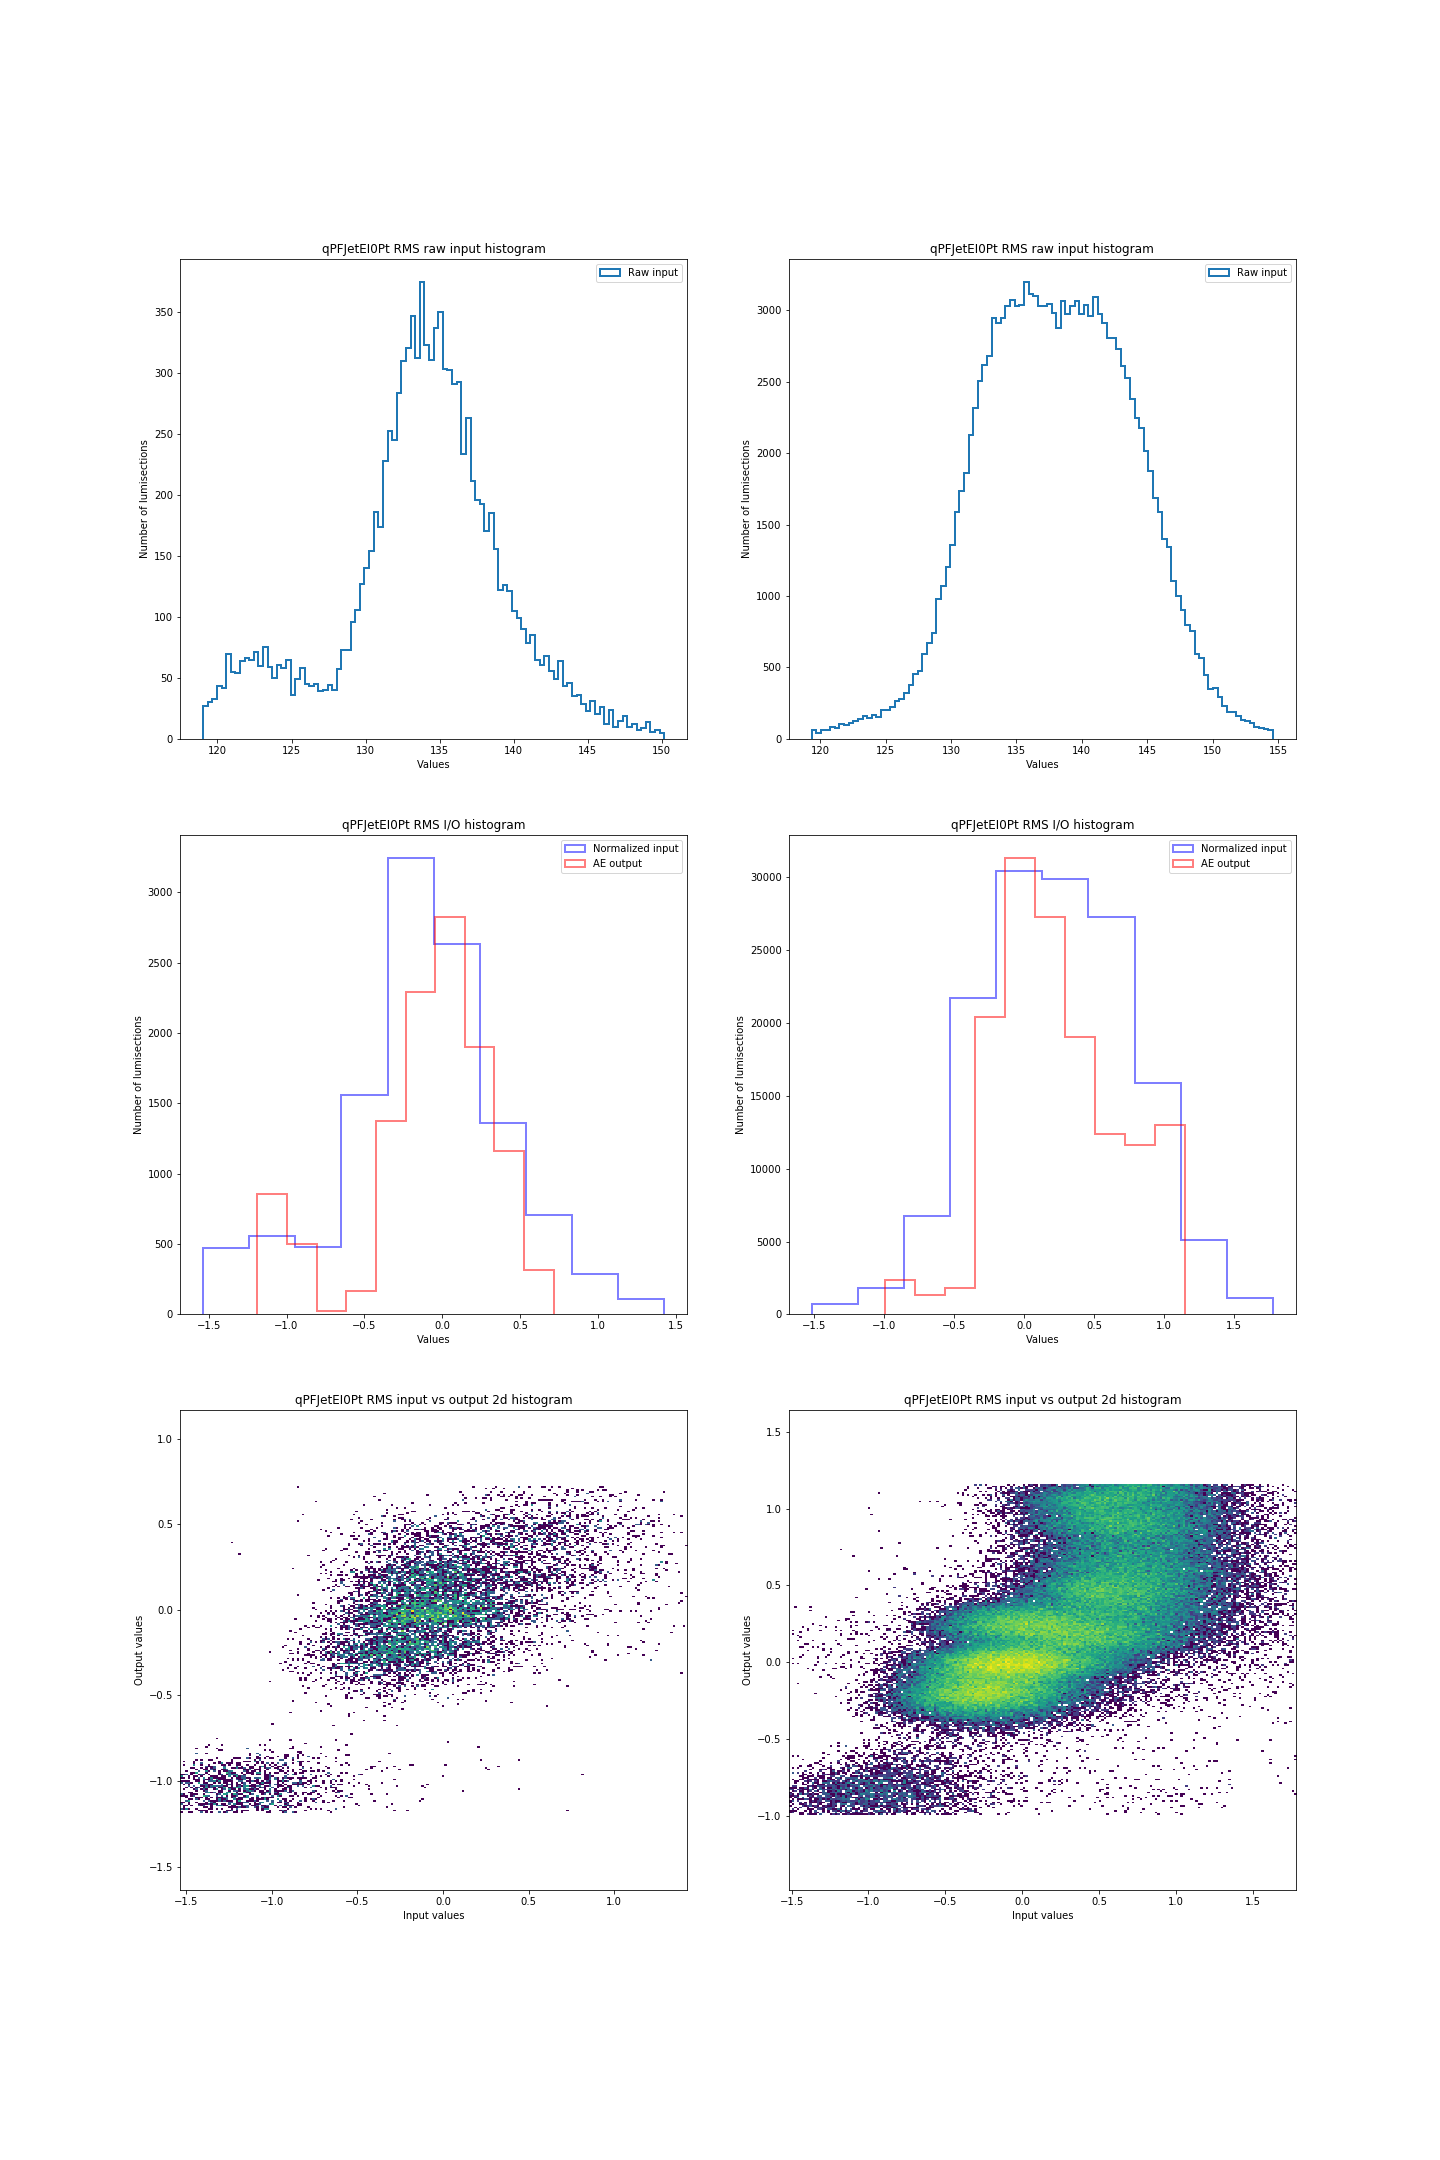 qPFJetEI0Pt RMS raw input histogram
Raw input
Number of lumisections
350
300
250
200
150
100
50
0
120 125 130 135 140 145 150
Values
qPFJetEI0Pt RMS raw input histogram
Raw input
Number of lumisections
3000
2500
2000
1500
1000
500
0
120 125 130 135 140 145 150 155
Values
qPFJetEI0Pt RMS I/O histogram
Normalized input
AE output
Number of lumisections
3000
2500
2000
1500
1000
500
0
−1.5 −1.0 −0.5 0.0 0.5 1.0 1.5
Values
qPFJetEI0Pt RMS I/O histogram
Normalized input
AE output
Number of lumisections
30000
25000
20000
15000
10000
5000
0
−1.5 −1.0 −0.5 0.0 0.5 1.0 1.5
Values
qPFJetEI0Pt RMS input vs output 2d histogram
Output values
1.0
0.5
0.0
−0.5
−1.0
−1.5
−1.5 −1.0 −0.5 0.0 0.5 1.0
Input values
qPFJetEI0Pt RMS input vs output 2d histogram
Output values
1.5
1.0
0.5
0.0
−0.5
−1.0
−1.5 −1.0 −0.5 0.0 0.5 1.0 1.5
Input values